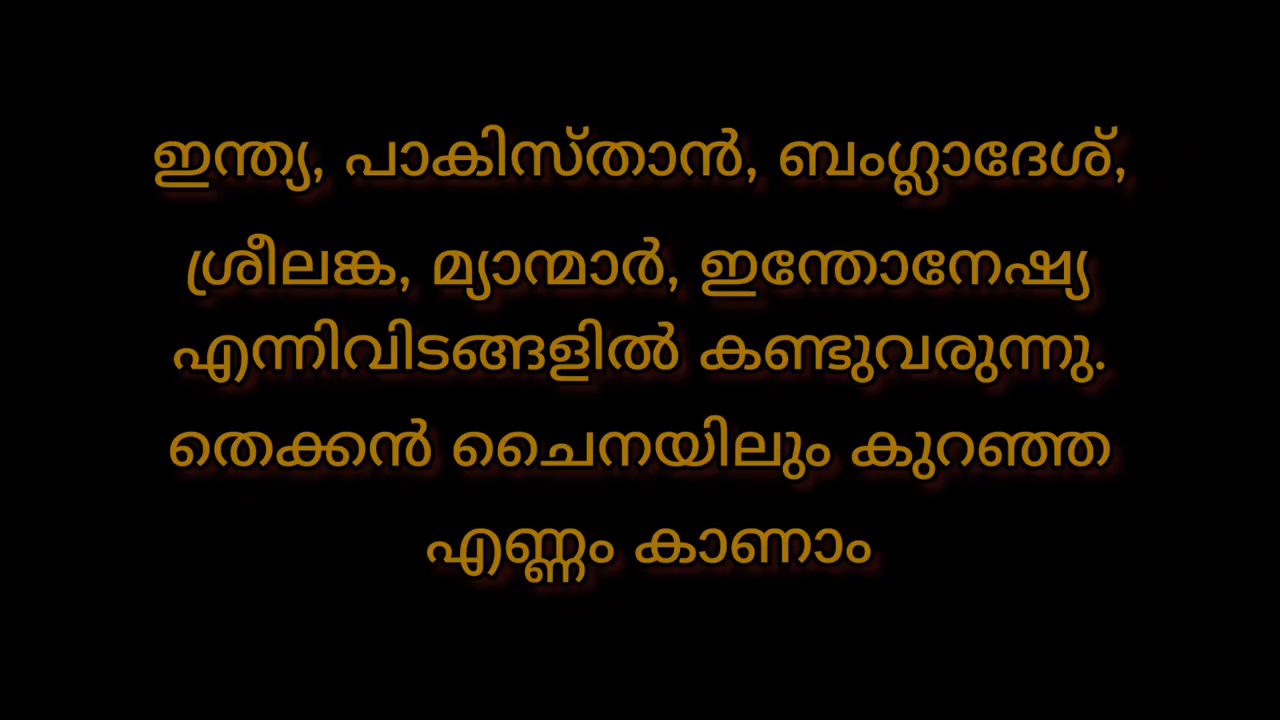 ഇന്ത്യ, പാകിസ്താൻ, ബംഗ്ലാദേശ്,
ശ്രീലങ്ക, മ്യാന്മാർ, ഇന്തോനേഷ്യ
എന്നിവിടങ്ങളിൽ കണ്ടുവരുന്നു.
തെക്കൻ ചൈനയിലും കുറഞ്ഞ
എണ്ണം കാണാം